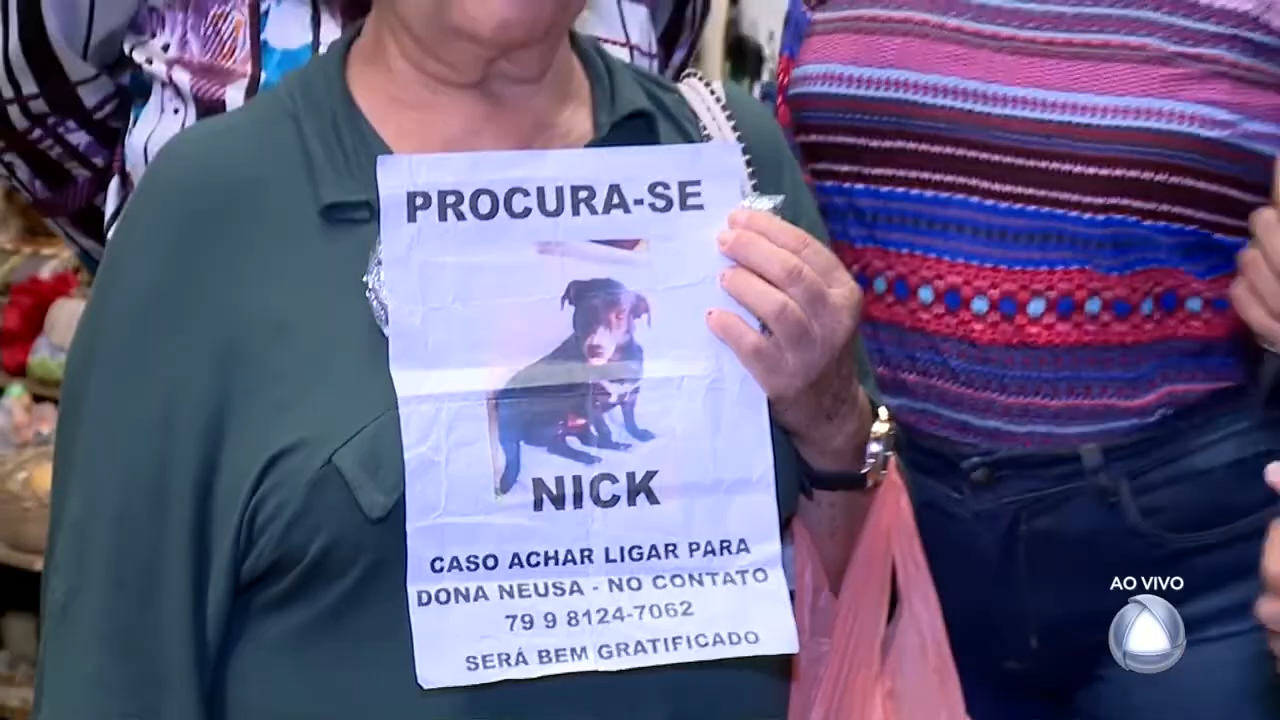 PROCURA-SE
NICK
CASO ACHAR LIGAR PARA
DONA NEUSA - NO CONTATO
79 9 8124-7062
SERÁ BEM GRATIFICADO
AO VIVO